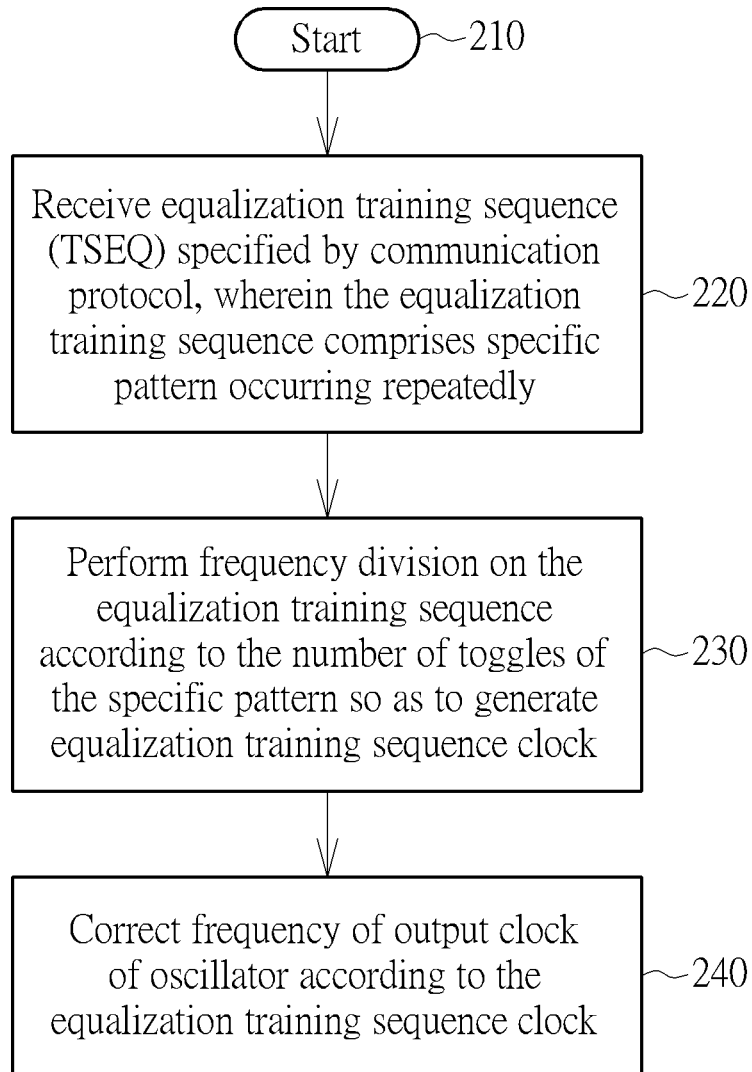 Start
210
Receive equalization training sequence
(TSEQ) specified by communication
protocol, wherein the equalization
training sequence comprises specific
pattern occurring repeatedly
220
Perform frequency division on the
equalization training sequence
according to the number of toggles of
the specific pattern so as to generate
equalization training sequence clock
230
Correct frequency of output clock
of oscillator according to the
equalization training sequence clock
240